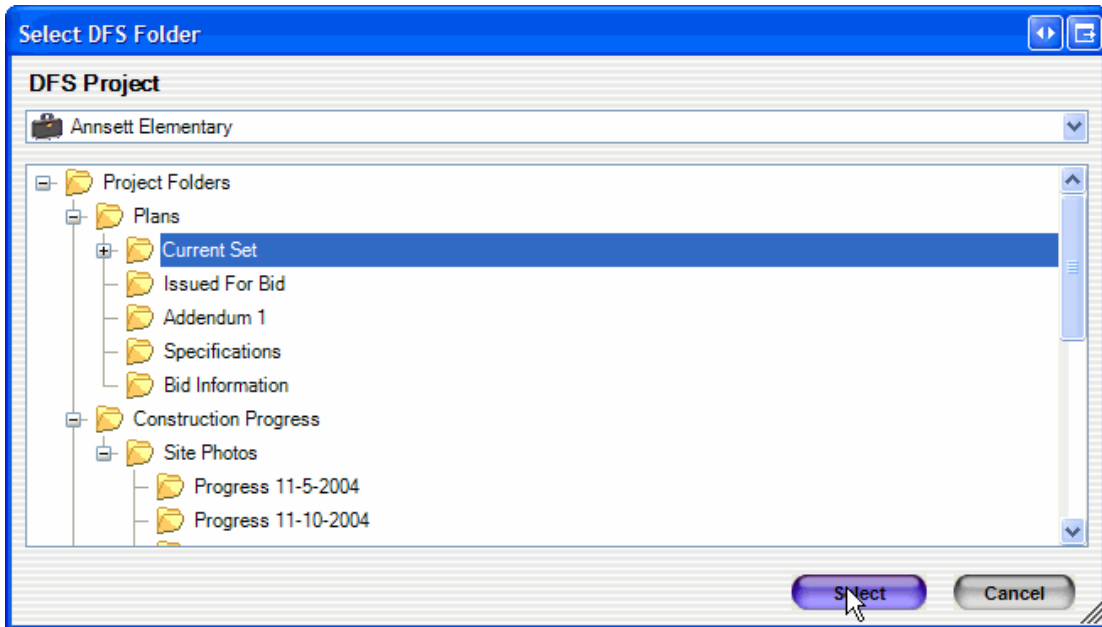 Select DFS Folder
DFS Project
Annsett Elementary
Project Folders
Plans
Current Set
Issued For Bid
Addendum 1
Specifications
Bid Information
Construction Progress
Site Photos
Progress 11-5-2004
Progress 11-10-2004
Select Cancel